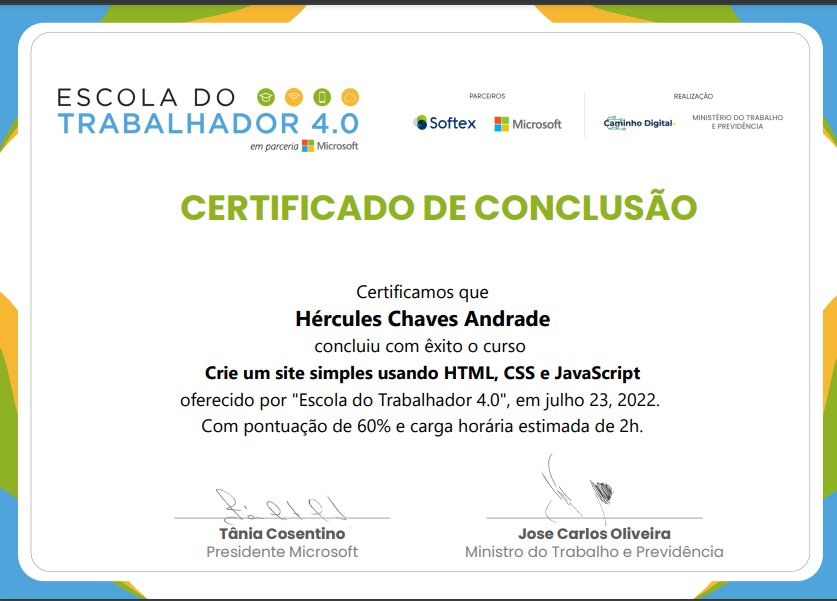 ESCOLA DO
TRABALHADOR 4.0
em parceria Microsoft
PARCEIROS
Softex Microsoft
REALIZAÇÃO
Caminho Digital
MINISTÉRIO DO TRABALHO
E PREVIDÊNCIA
CERTIFICADO DE CONCLUSÃO
Certificamos que
Hércules Chaves Andrade
concluiu com êxito o curso
Crie um site simples usando HTML, CSS e JavaScript
oferecido por "Escola do Trabalhador 4.0", em julho 23, 2022.
Com pontuação de 60% e carga horária estimada de 2h.
Tânia Cosentino
Presidente Microsoft
Jose Carlos Oliveira
Ministro do Trabalho e Previdência